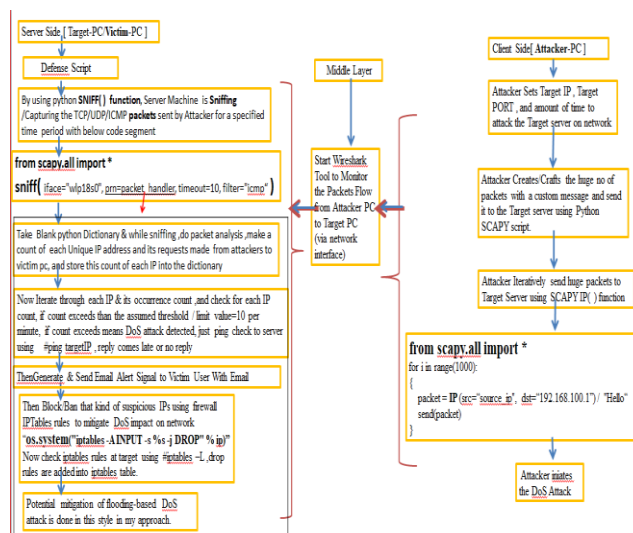 Server Side [ Target-PC/Victim-PC ]
Defense Script
By using python SNIFF( ) function, Server Machine is Sniffing
/Capturing the TCP/UDP/ICMP packets sent by Attacker for a specified
time period with below code segment
from scapy.all import *
sniff( iface="wlp18s0", prn=packet_handler, timeout=10, filter="icmp" )
Take Blank python Dictionary & while sniffing ,do packet analysis ,make a
count of each Unique IP address and its requests made from attackers to
victim pc, and store this count of each IP into the dictionary
Now Iterate through each IP & its occurrence count ,and check for each IP
count, if count exceeds than the assumed threshold / limit value=10 per
minute, if count exceeds means DoS attack detected, just ping check to server
using #ping targetIP , reply comes late or no reply
ThenGenerate & Send Email Alert Signal to Victim User With Email
Then Block/Ban that kind of suspicious IPs using firewall
IPTables rules to mitigate DoS impact on network
"os.system("iptables -A INPUT -s %s -j DROP" % ip)"
Now check iptables rules at target using #iptables –L ,drop
rules are added into iptables table.
Potential mitigation of flooding-based DoS
attack is done in this style in my approach.
Middle Layer
Start Wireshark
Tool to Monitor
the Packets Flow
from Attacker PC
to Target PC
(via network
interface)
Client Side[ Attacker-PC ]
Attacker Sets Target IP , Target
PORT , and amount of time to
attack the Target server on network
Attacker Creates/Crafts the huge no of
packets with a custom message and send
it to the Target server using Python
SCAPY script.
Attacker Iteratively send huge packets to
Target Server using SCAPY IP( ) function
from scapy.all import *
for i in range(1000):
{
packet = IP (src="source_ip", dst="192.168.100.1") / "Hello"
send(packet)
}
Attacker iniates
the DoS Attack